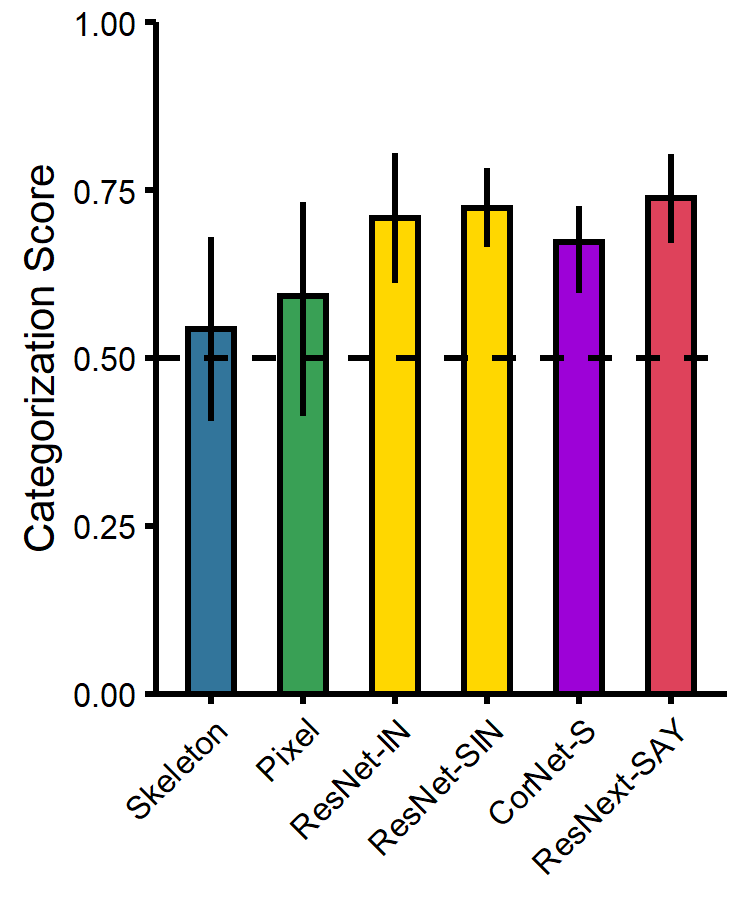 Categorization Score
1.00
0.75
0.50
0.25
0.00
Skeleton
Pixel
ResNet-IN
ResNet-SIN
CorNet-S
ResNext-SAY